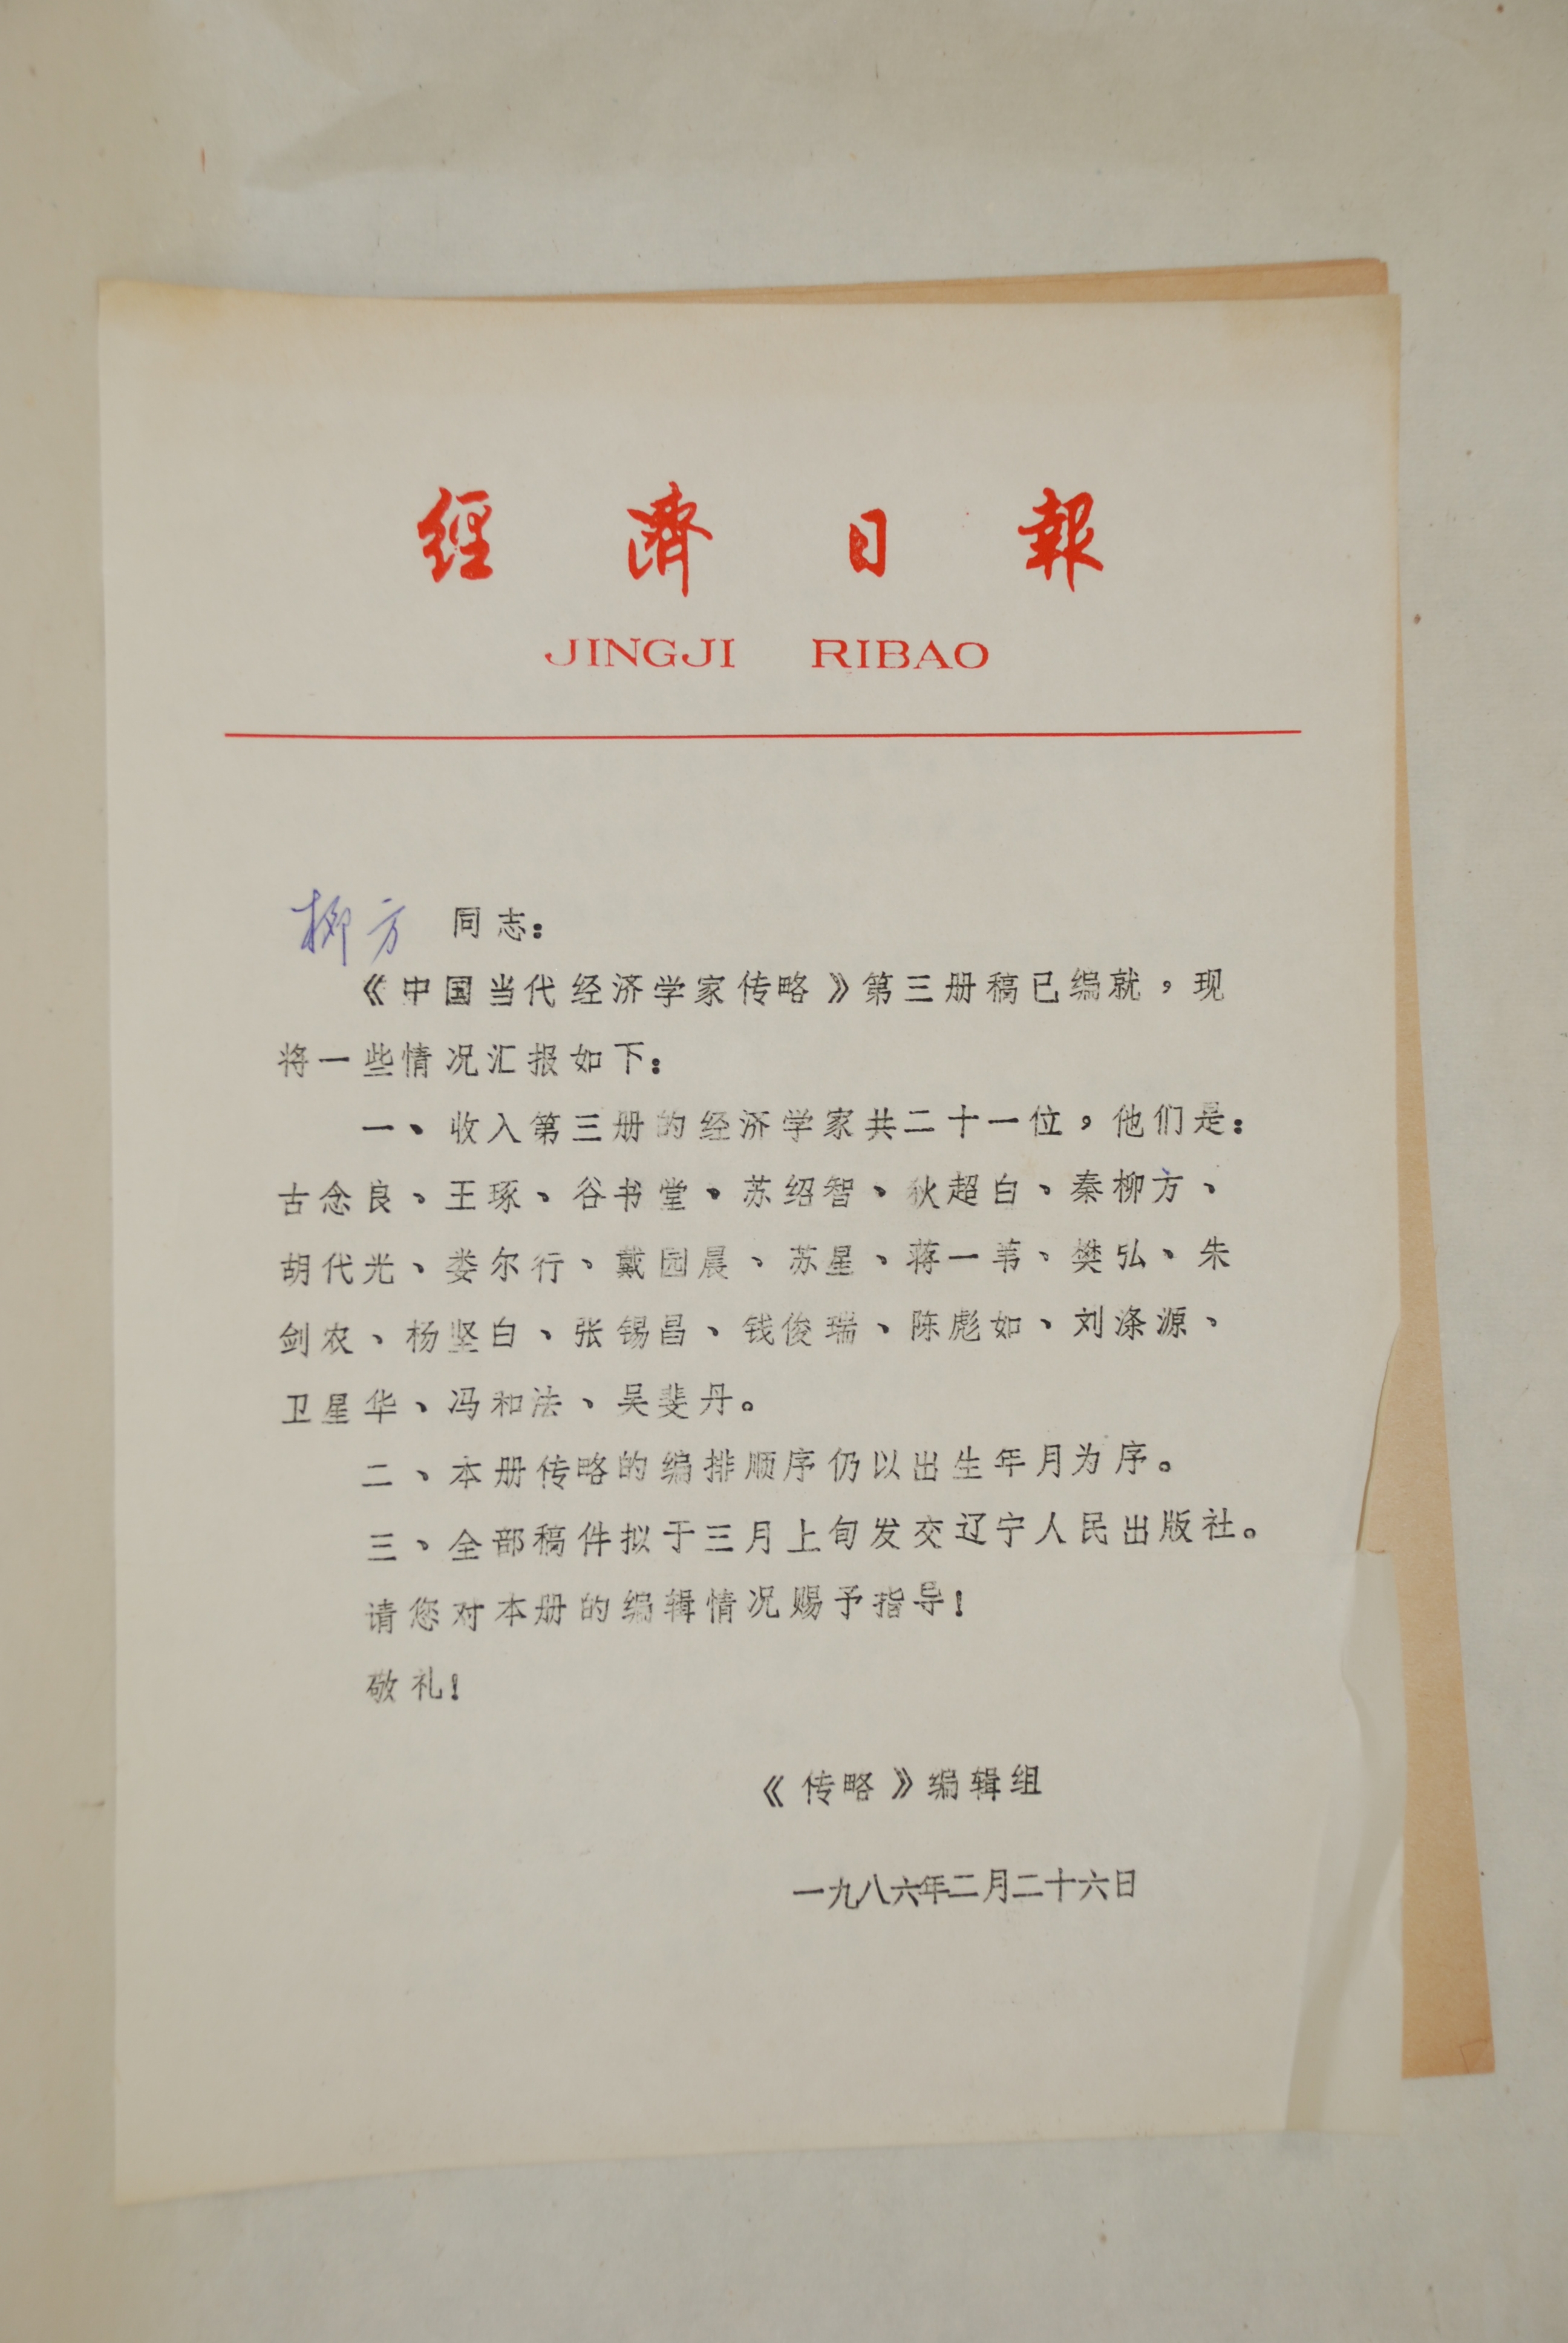 經濟日報
JINGJI RIBAO
柳方 同志：
《中国当代经济学家传略》第三册稿已编就，现
将一些情况汇报如下：
一、收入第三册的经济学家共二十一位，他们是：
古念良、王琢、谷书堂、苏绍智、狄超白、秦柳方、
胡代光、娄尔行、戴园晨、苏星、蒋一苇、樊弘、朱
剑农、杨坚白、张锡昌、钱俊瑞、陈彪如、刘涤源、
卫星华、冯和法、吴斐丹。
二、本册传略的编排顺序仍以出生年月为序。
三、全部稿件拟于三月上旬发交辽宁人民出版社。
请您对本册的编辑情况赐予指导！
敬礼！
《传略》编辑组
一九八六年二月二十六日